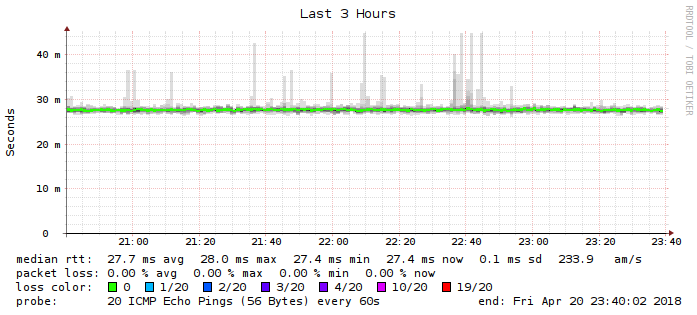 Last 3 Hours
RRDTOOL / TOBI OETIKER
Seconds
40 m
30 m
20 m
10 m
0
21:00 21:20 21:40 22:00 22:20 22:40 23:00 23:20 23:40
median rtt: 27.7 ms avg 28.0 ms max 27.4 ms min 27.4 ms now 0.1 ms sd 233.9 am/s
packet loss: 0.00 % avg 0.00 % max 0.00 % min 0.00 % now
loss color: 0 1/20 2/20 3/20 4/20 10/20 19/20
probe: 20 ICMP Echo Pings (56 Bytes) every 60s end: Fri Apr 20 23:40:02 2018